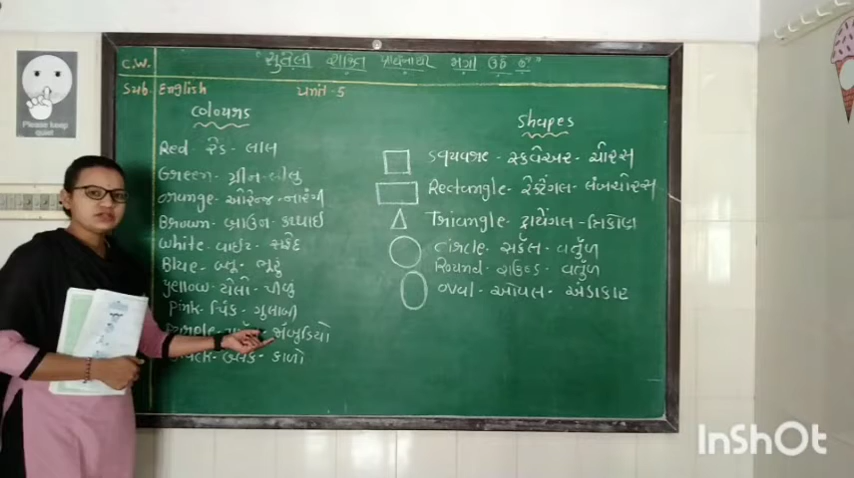 C.W.
Sub. English
ધોરણ-5
Please keep
quiet
Colours
Red - રેડ - લાલ
Green - ગ્રીન - લીલુ
Orange - ઓરેન્જ - નારંગી
Brown - બ્રાઉન - કથ્થાઈ
White - વાઈટ - સફેદ
Blue - બ્લૂ - ભૂરું
Yellow - યેલો - પીળુ
Pink - પિંક - ગુલાબી
જાંબુડિયો
બ્લેક - કાળો
Shapes
સ્કવેઅર - ચોરસ
Rectangle - રેક્ટેંગલ - લંબચોરસ
Triangle - ટ્રાયેંગલ - ત્રિકોણ
Circle - સર્કલ - વર્તુળ
Round - રાઉન્ડ - વર્તુળ
Oval - ઓવલ - અંડાકાર
InShOt